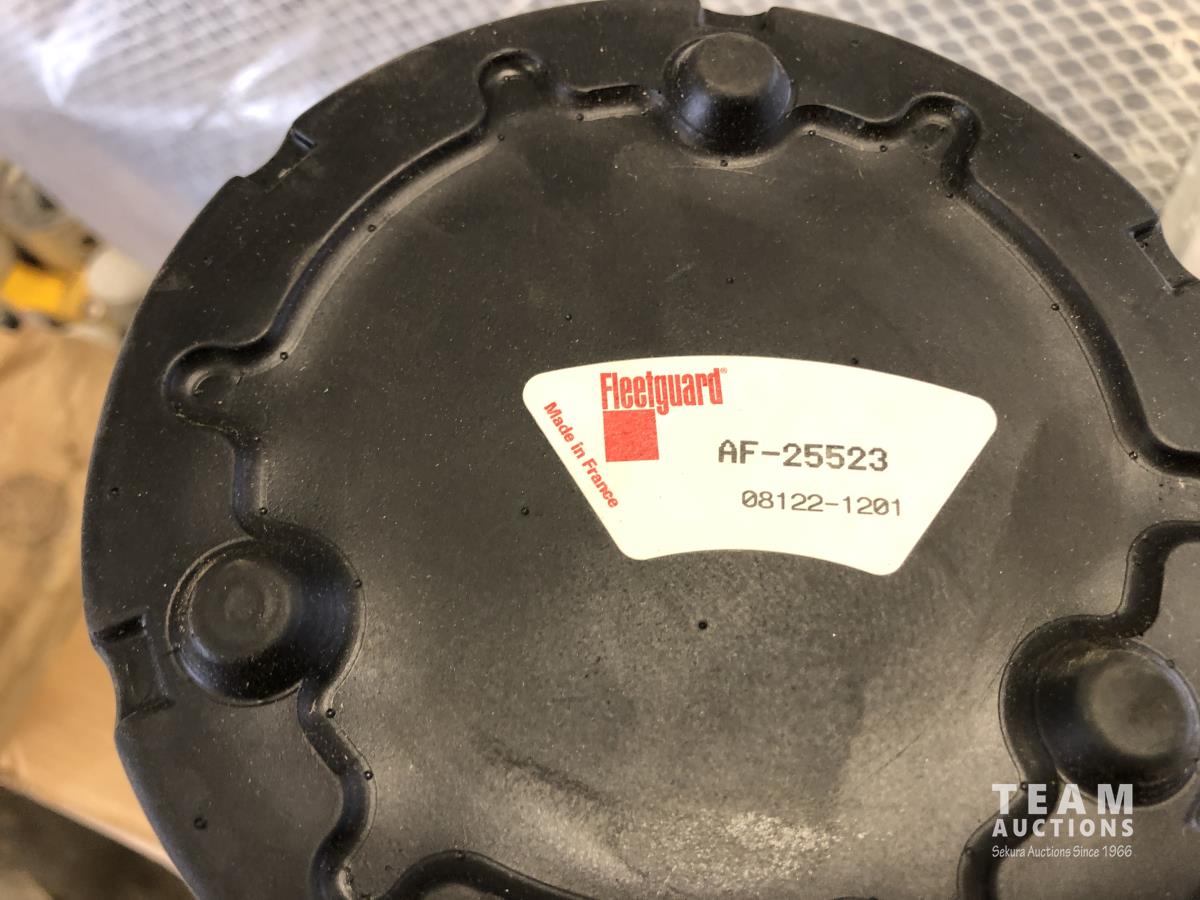 Fleetguard®
Made in France
AF-25523
08122-1201
TEAM
AUCTIONS
Sekura Auctions Since 1966